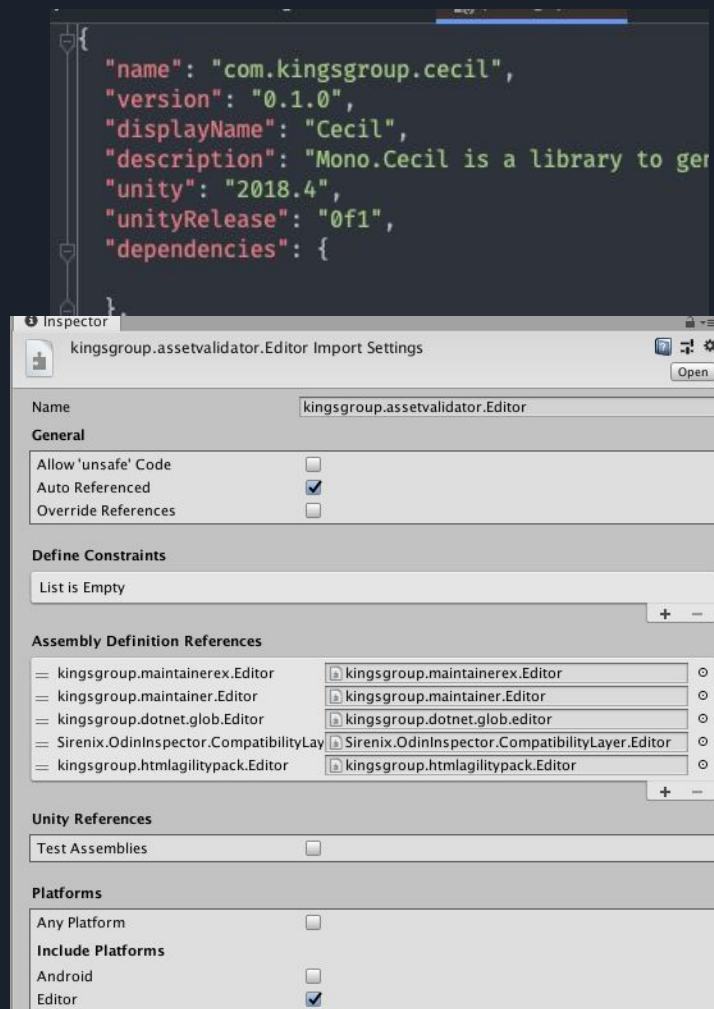 {
"name": "com.kingsgroup.cecil",
"version": "0.1.0",
"displayName": "Cecil",
"description": "Mono.Cecil is a library to ger
"unity": "2018.4",
"unityRelease": "0f1",
"dependencies": {
},
Inspector
kingsgroup.assetvalidator.Editor Import Settings
Open
Name kingsgroup.assetvalidator.Editor
General
Allow 'unsafe' Code
Auto Referenced
Override References
Define Constraints
List is Empty
+ −
Assembly Definition References
= kingsgroup.maintainerex.Editor kingsgroup.maintainerex.Editor
= kingsgroup.maintainer.Editor kingsgroup.maintainer.Editor
= kingsgroup.dotnet.glob.Editor kingsgroup.dotnet.glob.editor
= Sirenix.OdinInspector.CompatibilityLay Sirenix.OdinInspector.CompatibilityLayer.Editor
= kingsgroup.htmlagilitypack.Editor kingsgroup.htmlagilitypack.Editor
+ −
Unity References
Test Assemblies
Platforms
Any Platform
Include Platforms
Android
Editor